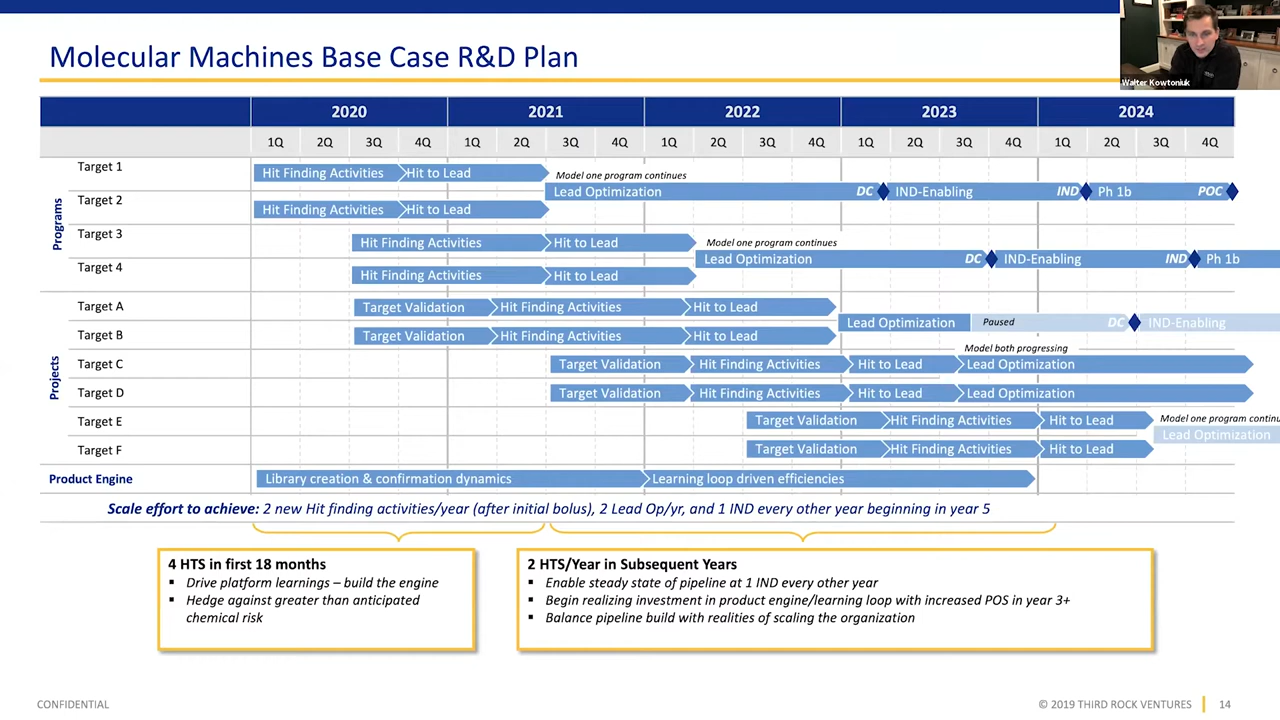 Molecular Machines Base Case R&D Plan
Walter Kowtoniuk
2020 2021 2022 2023 2024
1Q 2Q 3Q 4Q 1Q 2Q 3Q 4Q 1Q 2Q 3Q 4Q 1Q 2Q 3Q 4Q 1Q 2Q 3Q 4Q
Programs
Target 1
Hit Finding Activities Hit to Lead
Model one program continues
Lead Optimization DC IND-Enabling IND Ph 1b POC
Target 2
Hit Finding Activities Hit to Lead
Target 3
Hit Finding Activities Hit to Lead
Model one program continues
Lead Optimization DC IND-Enabling IND Ph 1b
Target 4
Hit Finding Activities Hit to Lead
Projects
Target A
Target Validation Hit Finding Activities Hit to Lead
Lead Optimization Paused DC IND-Enabling
Target B
Target Validation Hit Finding Activities Hit to Lead
Model both progressing
Target C
Target Validation Hit Finding Activities Hit to Lead Lead Optimization
Target D
Target Validation Hit Finding Activities Hit to Lead Lead Optimization
Target E
Target Validation Hit Finding Activities Hit to Lead
Model one program continu
Lead Optimization
Target F
Target Validation Hit Finding Activities Hit to Lead
Product Engine
Library creation & confirmation dynamics Learning loop driven efficiencies
Scale effort to achieve: 2 new Hit finding activities/year (after initial bolus), 2 Lead Op/yr, and 1 IND every other year beginning in year 5
4 HTS in first 18 months
▪ Drive platform learnings – build the engine
▪ Hedge against greater than anticipated
chemical risk
2 HTS/Year in Subsequent Years
▪ Enable steady state of pipeline at 1 IND every other year
▪ Begin realizing investment in product engine/learning loop with increased POS in year 3+
▪ Balance pipeline build with realities of scaling the organization
CONFIDENTIAL
© 2019 THIRD ROCK VENTURES 14